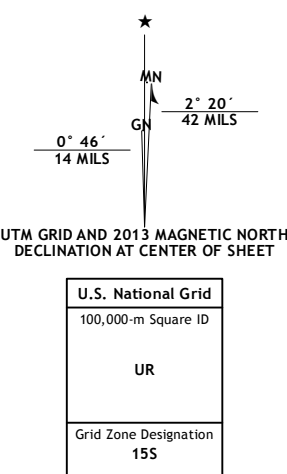 ★
MN
GN
2° 20´
42 MILS
0° 46´
14 MILS
UTM GRID AND 2013 MAGNETIC NORTH
DECLINATION AT CENTER OF SHEET
U.S. National Grid
100,000-m Square ID
UR
Grid Zone Designation
15S